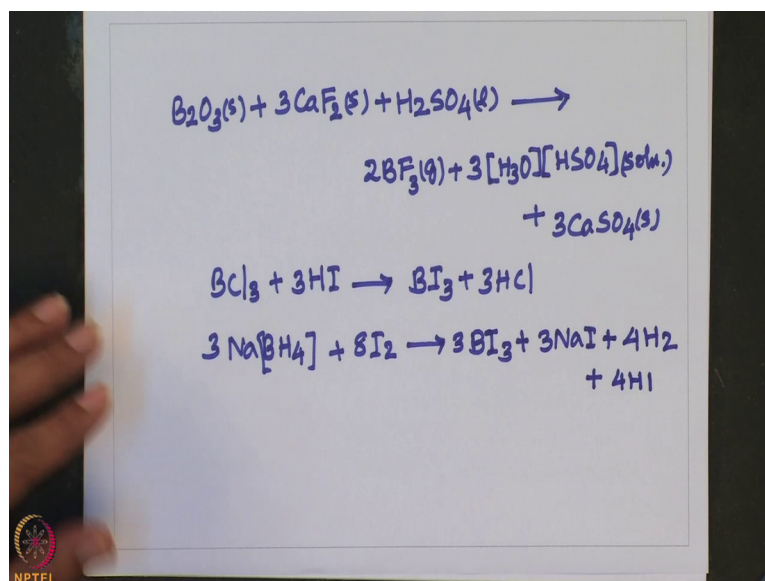 B2O3(s) + 3CaF2(s) + H2SO4(l) ⟶
2BF3(g) + 3[H3O][HSO4](soln.)
+ 3CaSO4(s)
BCl3 + 3HI ⟶ BI3 + 3HCl
3 Na[BH4] + 8I2 ⟶ 3BI3 + 3NaI + 4H2
+ 4HI
NPTEL